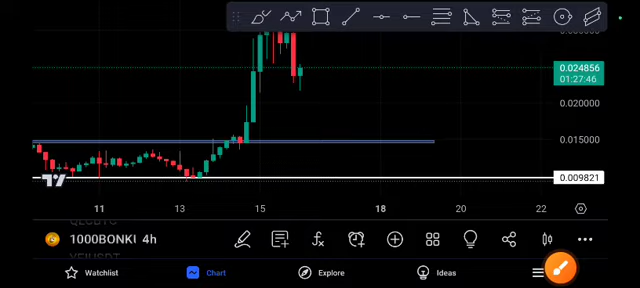 0.024856
01:27:46
0.020000
0.015000
0.009821
11 13 15 18 20 22
1000BONKU 4h
Watchlist Chart Explore Ideas